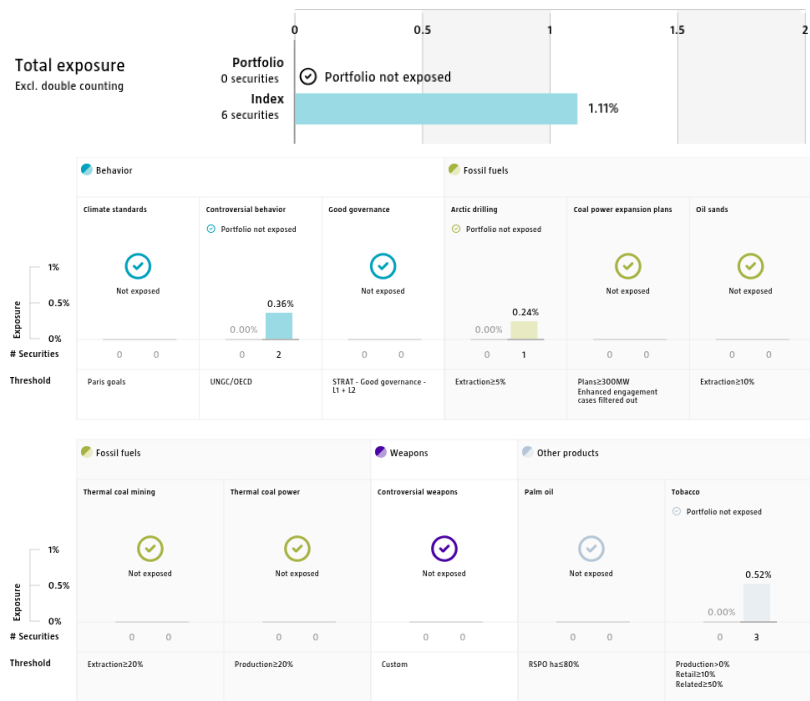 0 0.5 1 1.5 2
Total exposure
Excl. double counting
Portfolio
0 securities
Portfolio not exposed
Index
6 securities
1.11%
Behavior
Fossil fuels
Climate standards
Controversial behavior
Good governance
Arctic drilling
Coal power expansion plans
Oil sands
Portfolio not exposed
Portfolio not exposed
Not exposed
Not exposed
Not exposed
Not exposed
Exposure
1%
0.5%
0%
0.00%
0.36%
0.00%
0.24%
# Securities
0 0
0 2
0 0
0 1
0 0
0 0
Threshold
Paris goals
UNGC/OECD
STRAT - Good governance -
L1 + L2
Extraction≥5%
Plans≥300MW
Enhanced engagement
cases filtered out
Extraction≥10%
Fossil fuels
Weapons
Other products
Thermal coal mining
Thermal coal power
Controversial weapons
Palm oil
Tobacco
Portfolio not exposed
Not exposed
Not exposed
Not exposed
Not exposed
Exposure
1%
0.5%
0%
0.00%
0.52%
# Securities
0 0
0 0
0 0
0 0
0 3
Threshold
Extraction≥20%
Production≥20%
Custom
RSPO ha≤80%
Production>0%
Retail≥10%
Related≥50%